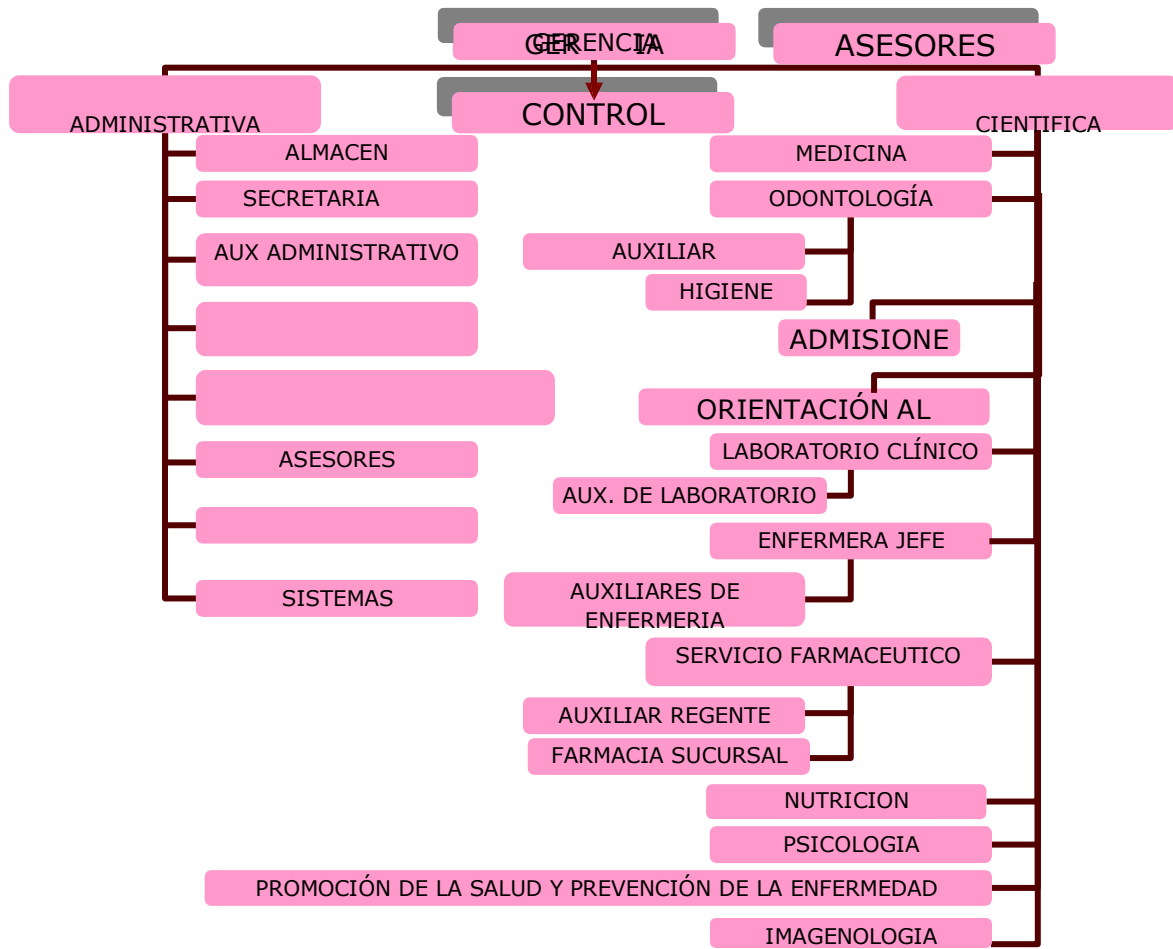 GERENCIA
ASESORES
ADMINISTRATIVA
CONTROL
CIENTIFICA
ALMACEN
SECRETARIA
AUX ADMINISTRATIVO
ASESORES
SISTEMAS
MEDICINA
ODONTOLOGÍA
AUXILIAR
HIGIENE
ADMISIONE
ORIENTACIÓN AL
LABORATORIO CLÍNICO
AUX. DE LABORATORIO
ENFERMERA JEFE
AUXILIARES DE
ENFERMERIA
SERVICIO FARMACEUTICO
AUXILIAR REGENTE
FARMACIA SUCURSAL
NUTRICION
PSICOLOGIA
PROMOCIÓN DE LA SALUD Y PREVENCIÓN DE LA ENFERMEDAD
IMAGENOLOGIA